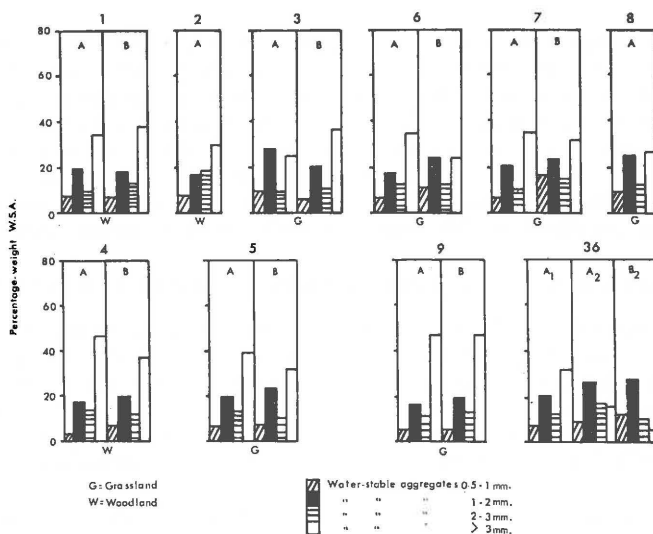 1 2 3 6 7 8
80 A B A A B A B A B A
60
40
20
0
W W G G G G
Percentage-weight W.S.A.
4 5 9 36
80 A B A B A B A1 A2 B2
60
40
20
0
W G G
G= Grassland
W= Woodland
Water-stable aggregates 0.5-1 mm.
" " " 1-2 mm.
" " " 2-3 mm.
" " " > 3 mm.